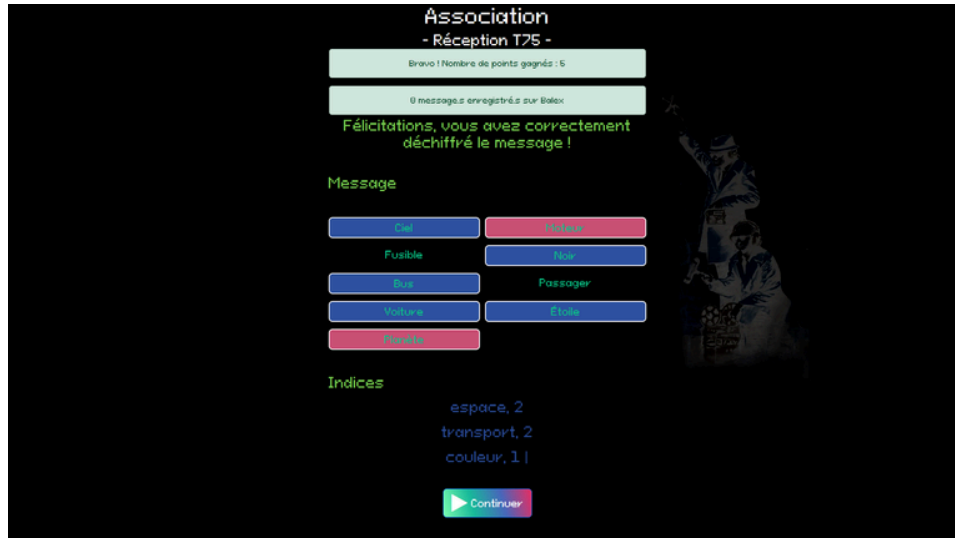 Association
- Réception T75 -
Bravo ! Nombre de points gagnés : 5
0 message.s enregistré.s sur Balex
Félicitations, vous avez correctement
déchiffré le message !
Message
Ciel Moteur
Fusible Noir
Bus Passager
Voiture Étoile
Planète
Indices
espace, 2
transport, 2
couleur, 1 |
Continuer